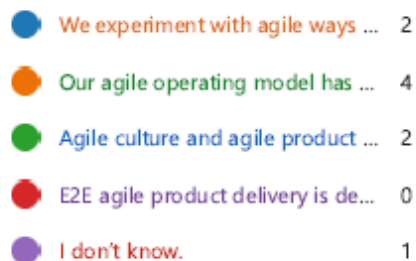 We experiment with agile ways ... 2
Our agile operating model has ... 4
Agile culture and agile product ... 2
E2E agile product delivery is de... 0
I don't know. 1